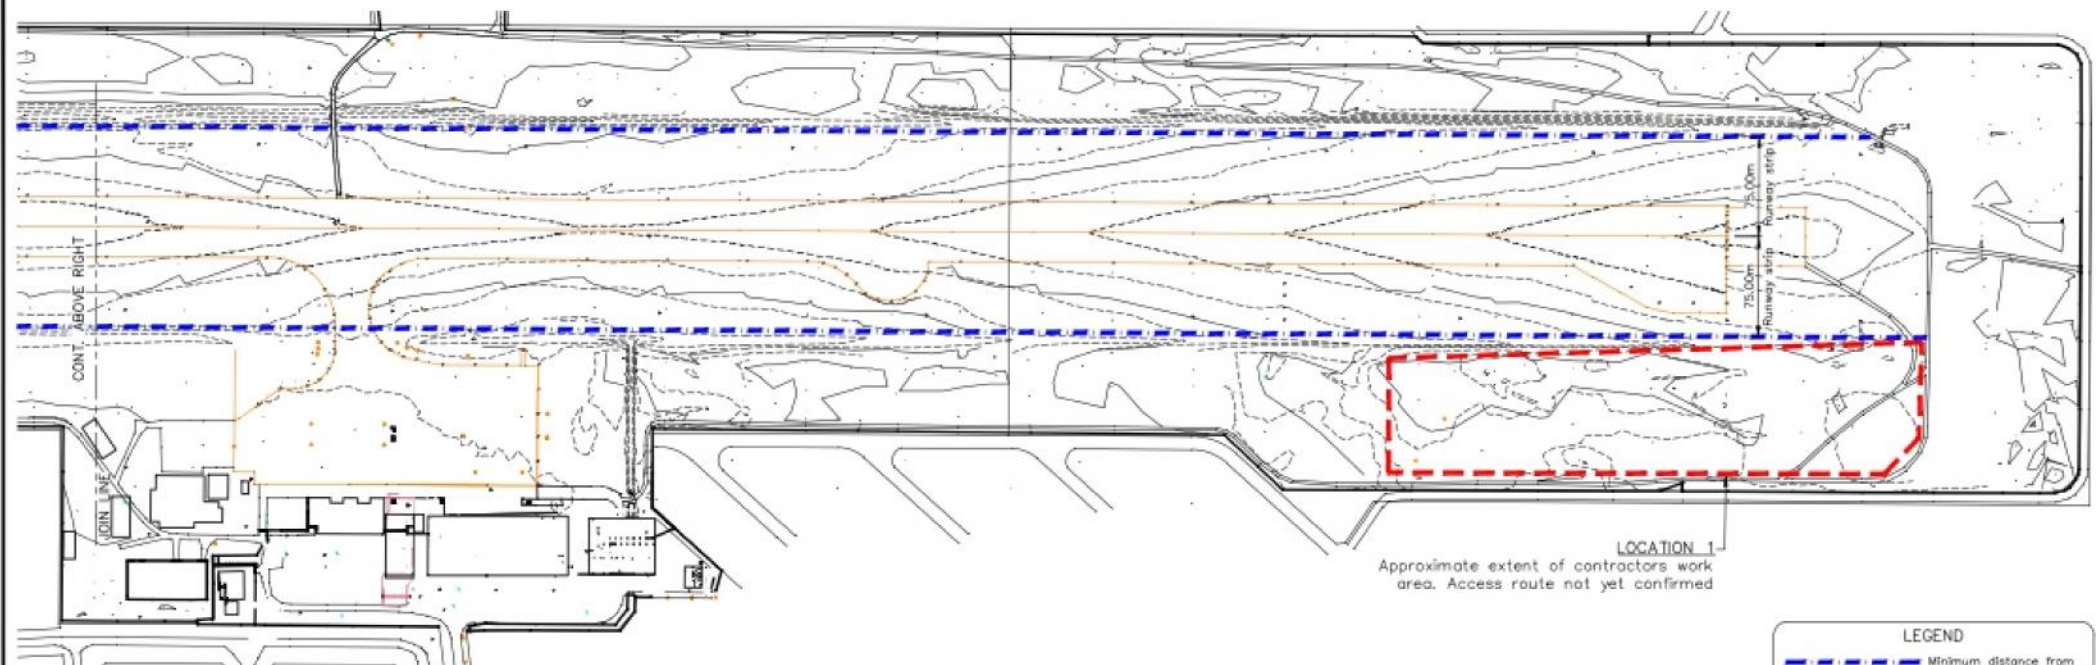 CONT. ABOVE RIGHT
JOIN LINE
75.00m
Runway strip
75.00m
Runway strip
LOCATION 1
Approximate extent of contractors work
area. Access route not yet confirmed
LEGEND
Minimum distance from